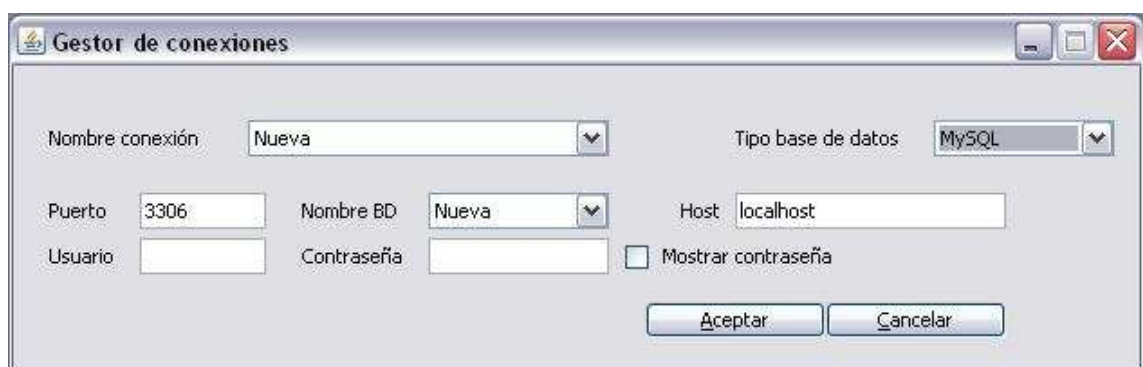 Gestor de conexiones
Nombre conexión Nueva Tipo base de datos MySQL
Puerto 3306 Nombre BD Nueva Host localhost
Usuario Contraseña Mostrar contraseña
Aceptar Cancelar